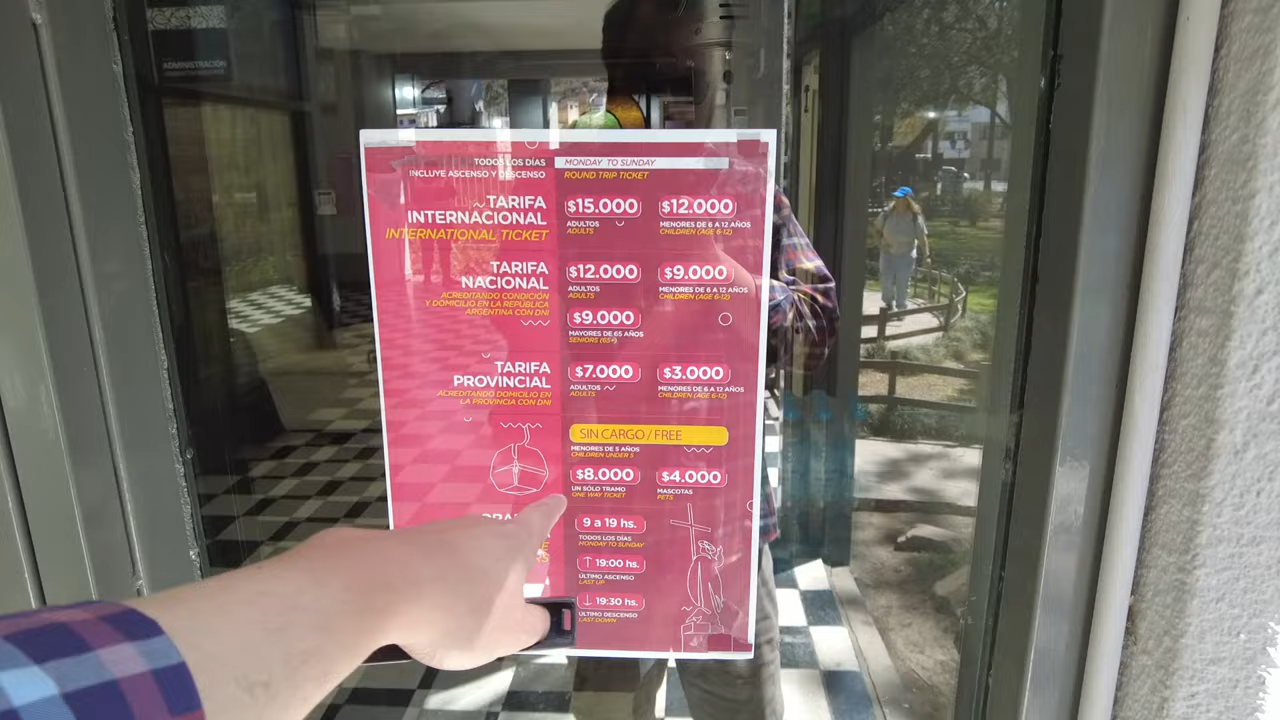 ADMINISTRACIÓN
TODOS LOS DÍAS
INCLUYE ASCENSO Y DESCENSO
MONDAY TO SUNDAY
ROUND TRIP TICKET
TARIFA
INTERNACIONAL
INTERNATIONAL TICKET
$15.000
ADULTOS
ADULTS
$12.000
MENORES DE 6 A 12 AÑOS
CHILDREN (AGE 6-12)
TARIFA
NACIONAL
ACREDITANDO CONDICIÓN
Y DOMICILIO EN LA REPÚBLICA
ARGENTINA CON DNI
$12.000
ADULTOS
ADULTS
$9.000
MENORES DE 6 A 12 AÑOS
CHILDREN (AGE 6-12)
$9.000
MAYORES DE 65 AÑOS
SENIORS (65+)
TARIFA
PROVINCIAL
ACREDITANDO DOMICILIO EN
LA PROVINCIA CON DNI
$7.000
ADULTOS
ADULTS
$3.000
MENORES DE 6 A 12 AÑOS
CHILDREN (AGE 6-12)
SIN CARGO / FREE
MENORES DE 5 AÑOS
CHILDREN UNDER 5
$8.000
UN SÓLO TRAMO
ONE WAY TICKET
$4.000
MASCOTAS
PETS
9 a 19 hs.
TODOS LOS DÍAS
MONDAY TO SUNDAY
↑ 19:00 hs.
ÚLTIMO ASCENSO
LAST UP
↓ 19:30 hs.
ÚLTIMO DESCENSO
LAST DOWN